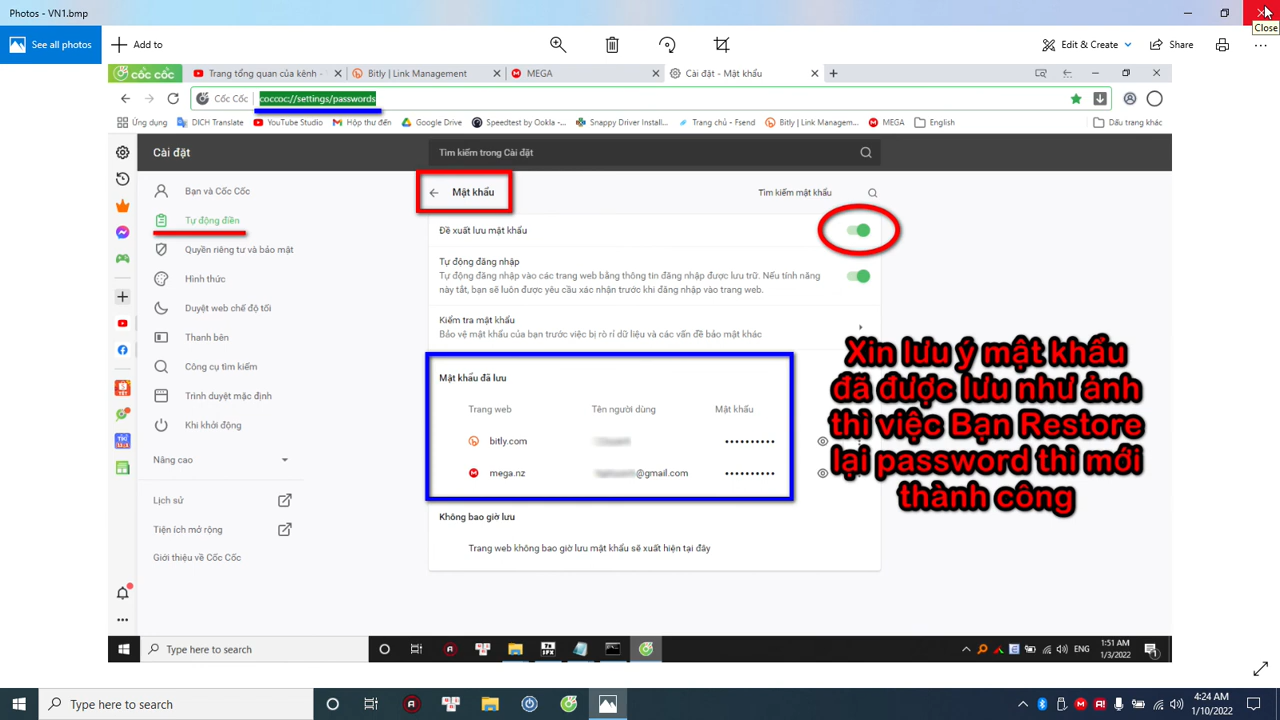 Photos - VN1.bmp
Close
See all photos
Add to
Edit & Create
Share
cốc cốc
Trang tổng quan của kênh -
Bitly | Link Management
MEGA
Cài đặt - Mật khẩu
Cốc Cốc
coccoc://settings/passwords
Ứng dụng
DICH Translate
YouTube Studio
Hộp thư đến
Google Drive
Speedtest by Ookla -...
Snappy Driver Install...
Trang chủ - Fsend
Bitly | Link Managem...
MEGA
English
Dấu trang khác
Cài đặt
Tìm kiếm trong Cài đặt
Bạn và Cốc Cốc
Tự động điền
Quyền riêng tư và bảo mật
Hình thức
Duyệt web chế độ tối
Thanh bên
Công cụ tìm kiếm
Trình duyệt mặc định
Khi khởi động
Nâng cao
Lịch sử
Tiện ích mở rộng
Giới thiệu về Cốc Cốc
Mật khẩu
Tìm kiếm mật khẩu
Đề xuất lưu mật khẩu
Tự động đăng nhập
Tự động đăng nhập vào các trang web bằng thông tin đăng nhập được lưu trữ. Nếu tính năng
này tắt, bạn sẽ luôn được yêu cầu xác nhận trước khi đăng nhập vào trang web.
Kiểm tra mật khẩu
Bảo vệ mật khẩu của bạn trước việc bị rò rỉ dữ liệu và các vấn đề bảo mật khác
Mật khẩu đã lưu
Trang web
Tên người dùng
Mật khẩu
bitly.com
••••••••••
mega.nz
@gmail.com
••••••••••
Không bao giờ lưu
Trang web không bao giờ lưu mật khẩu sẽ xuất hiện tại đây
Xin lưu ý mật khẩu
đã được lưu như ảnh
thì việc Bạn Restore
lại password thì mới
thành công
Type here to search
ENG
1:51 AM
1/3/2022
Type here to search
4:24 AM
1/10/2022